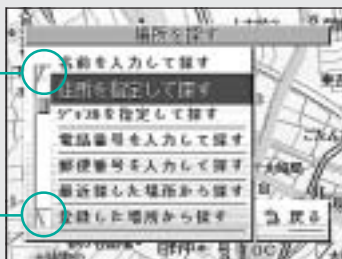 場所を探す
名前を入力して探す
住所を指定して探す
ｼﾞｬﾝﾙを指定して探す
電話番号を入力して探す
郵便番号を入力して探す
最近探した場所から探す
登録した場所から探す
戻る